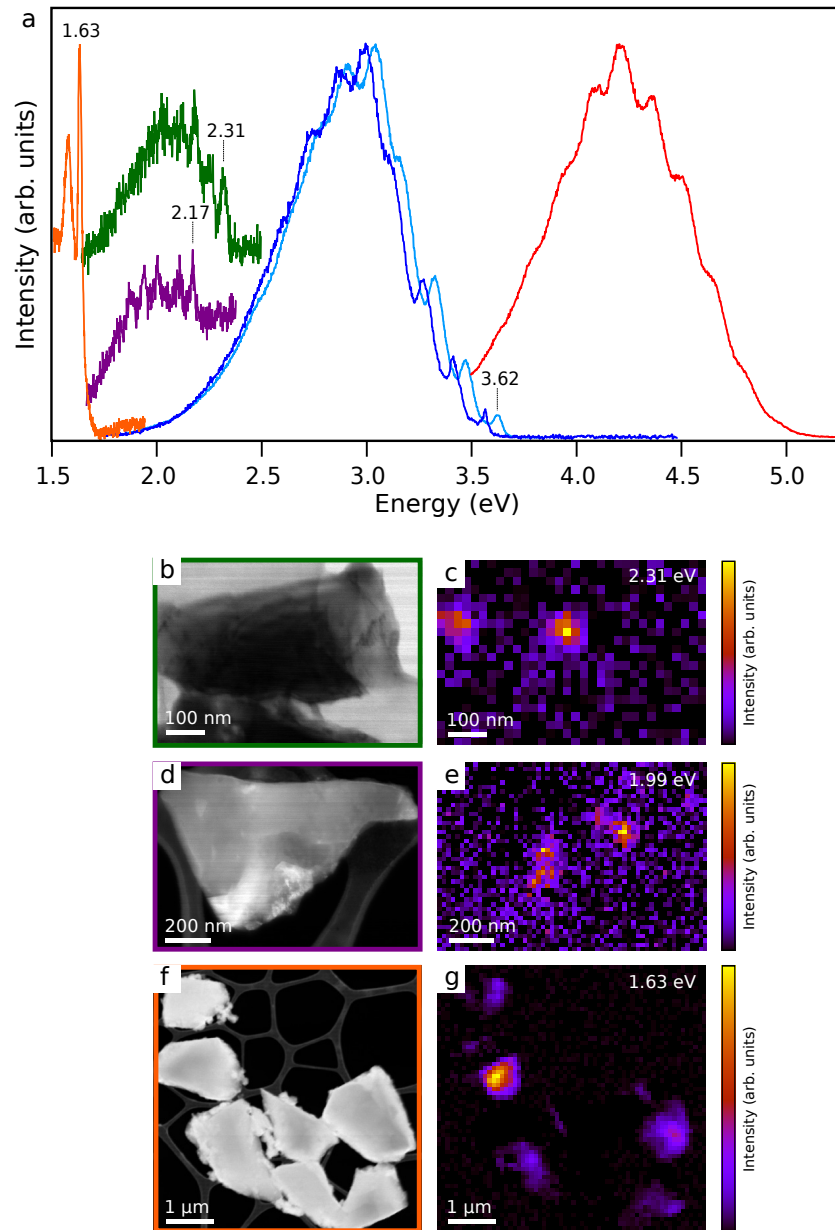 a
1.63
2.31
2.17
3.62
Intensity (arb. units)
1.5 2.0 2.5 3.0 3.5 4.0 4.5 5.0
Energy (eV)
b
100 nm
c
2.31 eV
100 nm
Intensity (arb. units)
d
200 nm
e
1.99 eV
200 nm
Intensity (arb. units)
f
1 µm
g
1.63 eV
1 µm
Intensity (arb. units)